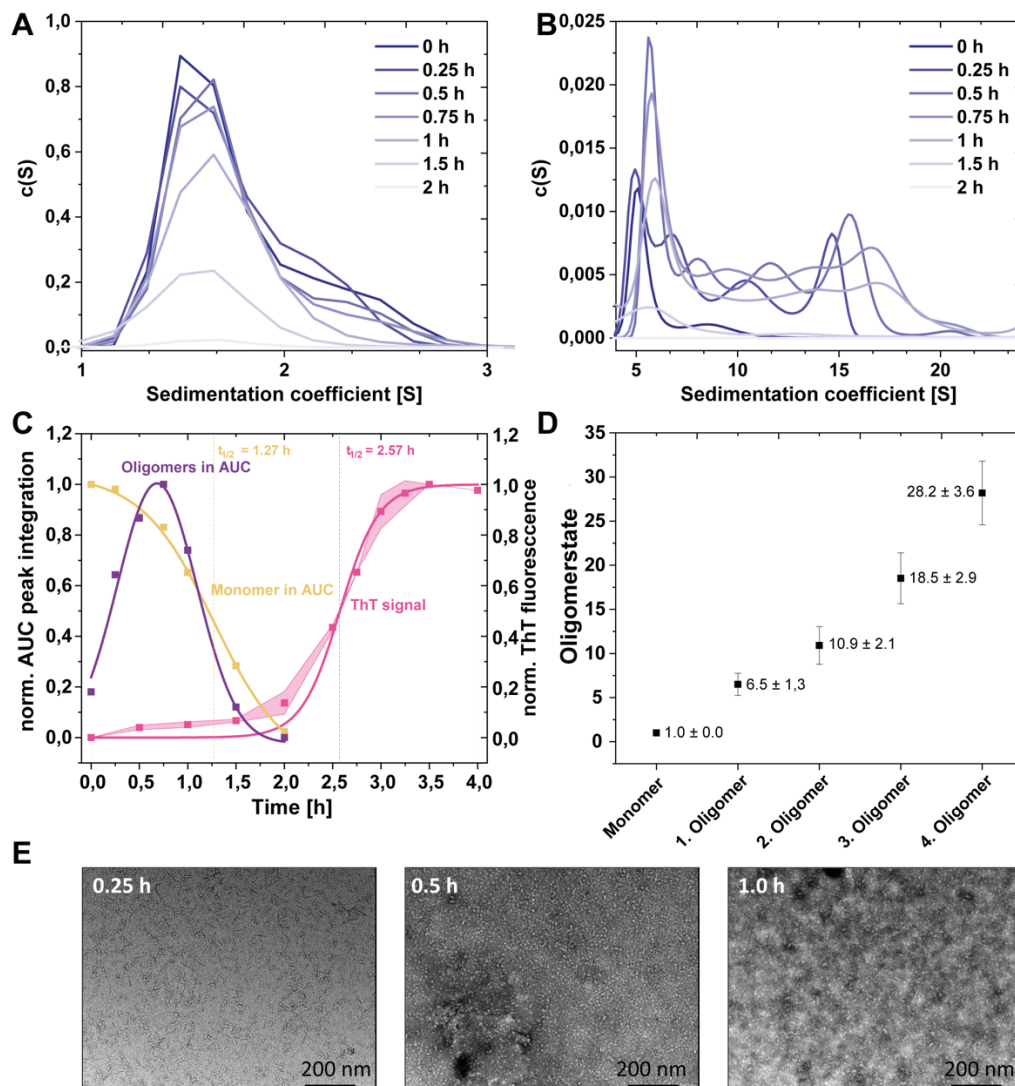 A
1,0
0,8
0,6
0,4
0,2
0,0
c(S)
1
2
3
Sedimentation coefficient [S]
0 h
0.25 h
0.5 h
0.75 h
1 h
1.5 h
2 h
B
0,025
0,020
0,015
0,010
0,005
0,000
c(S)
5
10
15
20
Sedimentation coefficient [S]
0 h
0.25 h
0.5 h
0.75 h
1 h
1.5 h
2 h
C
1,2
1,0
0,8
0,6
0,4
0,2
0,0
norm. AUC peak integration
t1/2 = 1.27 h
t1/2 = 2.57 h
Oligomers in AUC
Monomer in AUC
ThT signal
1,2
1,0
0,8
0,6
0,4
0,2
0,0
norm. ThT fluorescence
0,0
0,5
1,0
1,5
2,0
2,5
3,0
3,5
4,0
Time [h]
D
35
30
25
20
15
10
5
0
Oligomerstate
1.0 ± 0.0
6.5 ± 1,3
10.9 ± 2.1
18.5 ± 2.9
28.2 ± 3.6
Monomer
1. Oligomer
2. Oligomer
3. Oligomer
4. Oligomer
E
0.25 h
200 nm
0.5 h
200 nm
1.0 h
200 nm